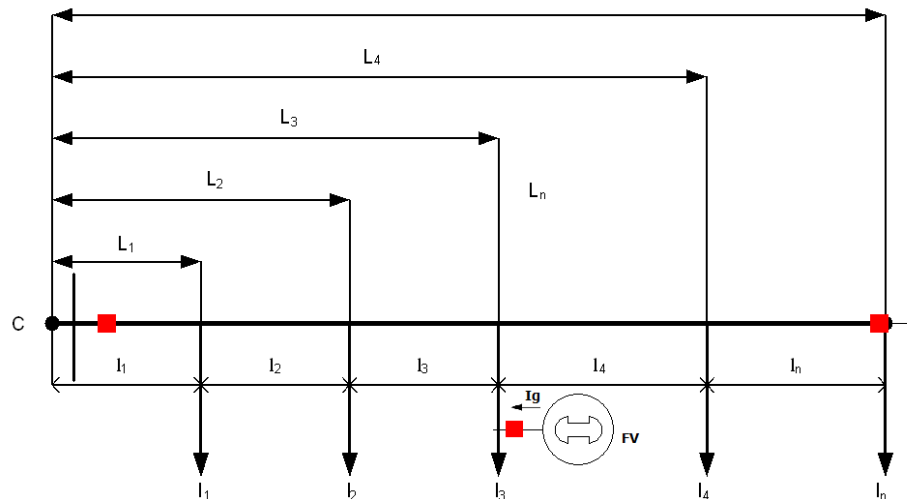 L₄
L₃
Lₙ
L₂
L₁
C
l₁ l₂ l₃ l₄ lₙ
Ig
FV
I₁ I₂ I₃ I₄ Iₙ